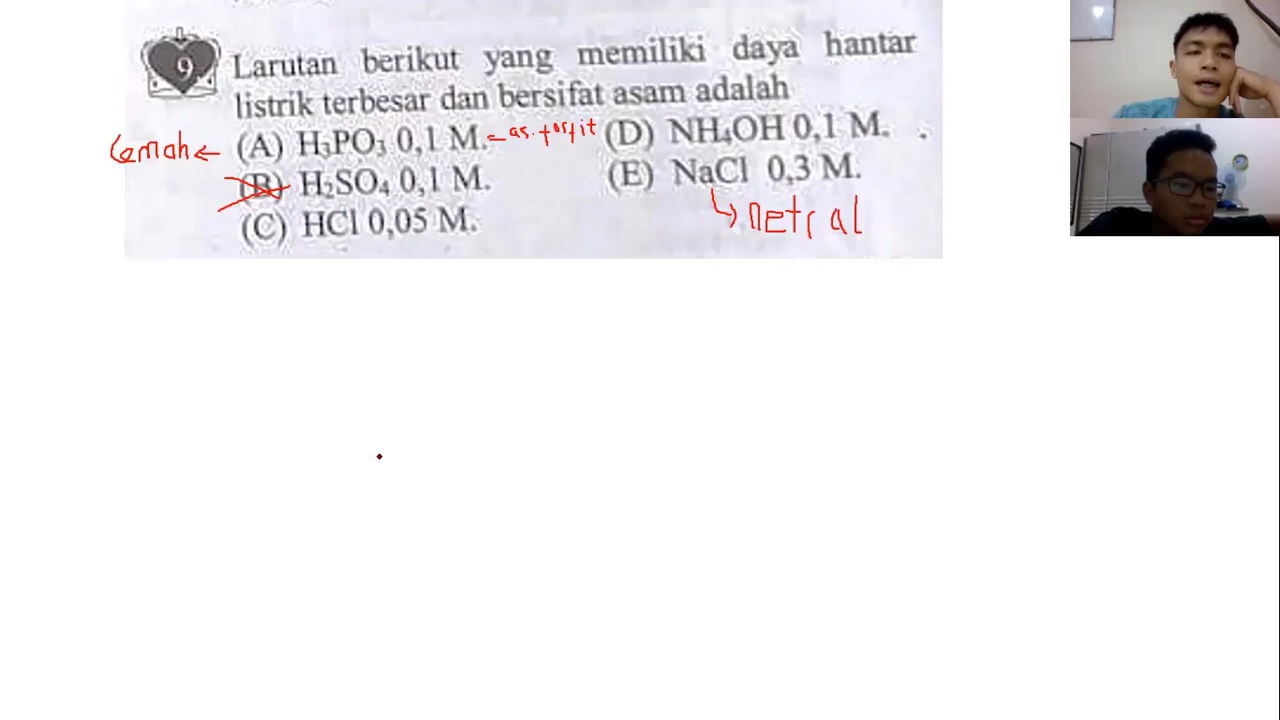 9. Larutan berikut yang memiliki daya hantar
listrik terbesar dan bersifat asam adalah
Lemah ← (A) H₃PO₃ 0,1 M. = as. fosfit
(B) H₂SO₄ 0,1 M.
(C) HCl 0,05 M.
(D) NH₄OH 0,1 M.
(E) NaCl 0,3 M.
netral